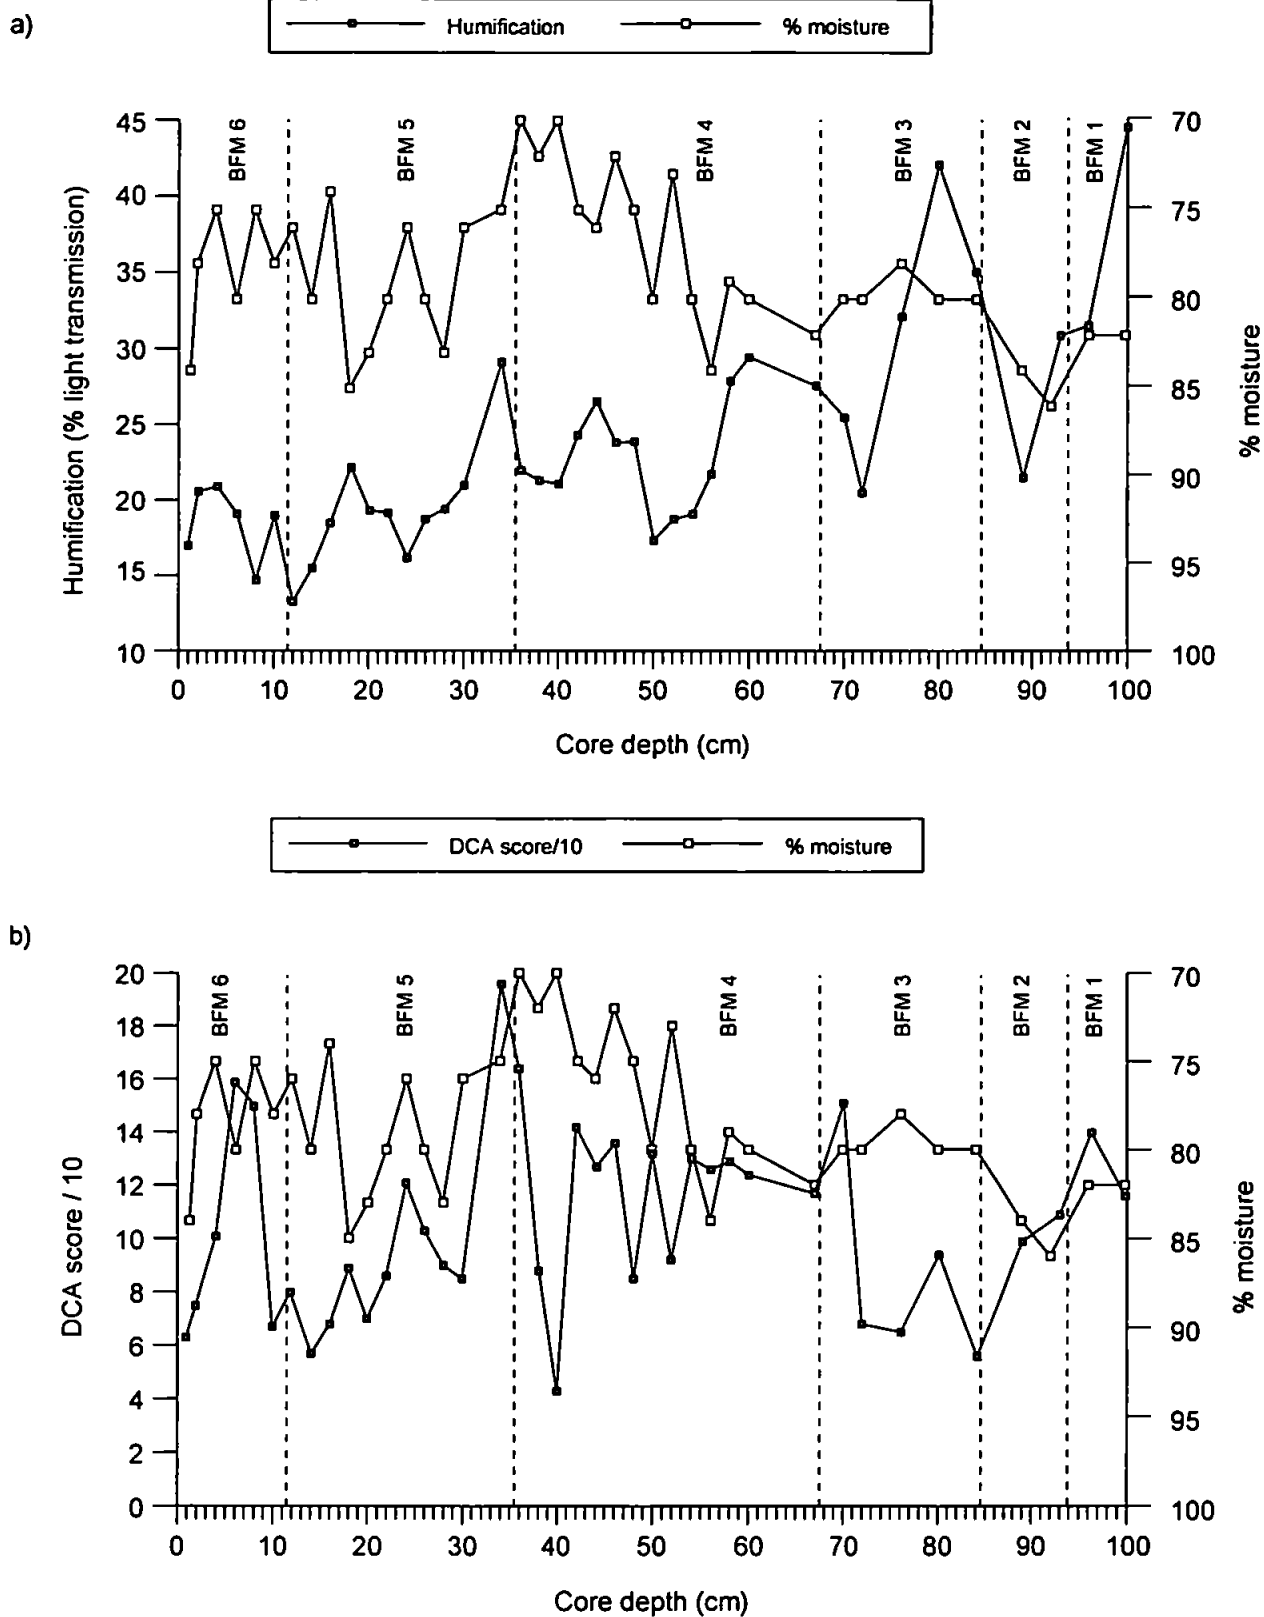 a)
Humification % moisture
45 70
BFM 6 BFM 5 BFM 4 BFM 3 BFM 2 BFM 1
40 75
35 80
30 85
25 90
20
15 95
10 100
Humification (% light transmission)
% moisture
0 10 20 30 40 50 60 70 80 90 100
Core depth (cm)
DCA score/10 % moisture
b)
20 70
BFM 6 BFM 5 BFM 4 BFM 3 BFM 2 BFM 1
18
16 75
14 80
12
10 85
8
6 90
4 95
2
0 100
DCA score / 10
% moisture
0 10 20 30 40 50 60 70 80 90 100
Core depth (cm)